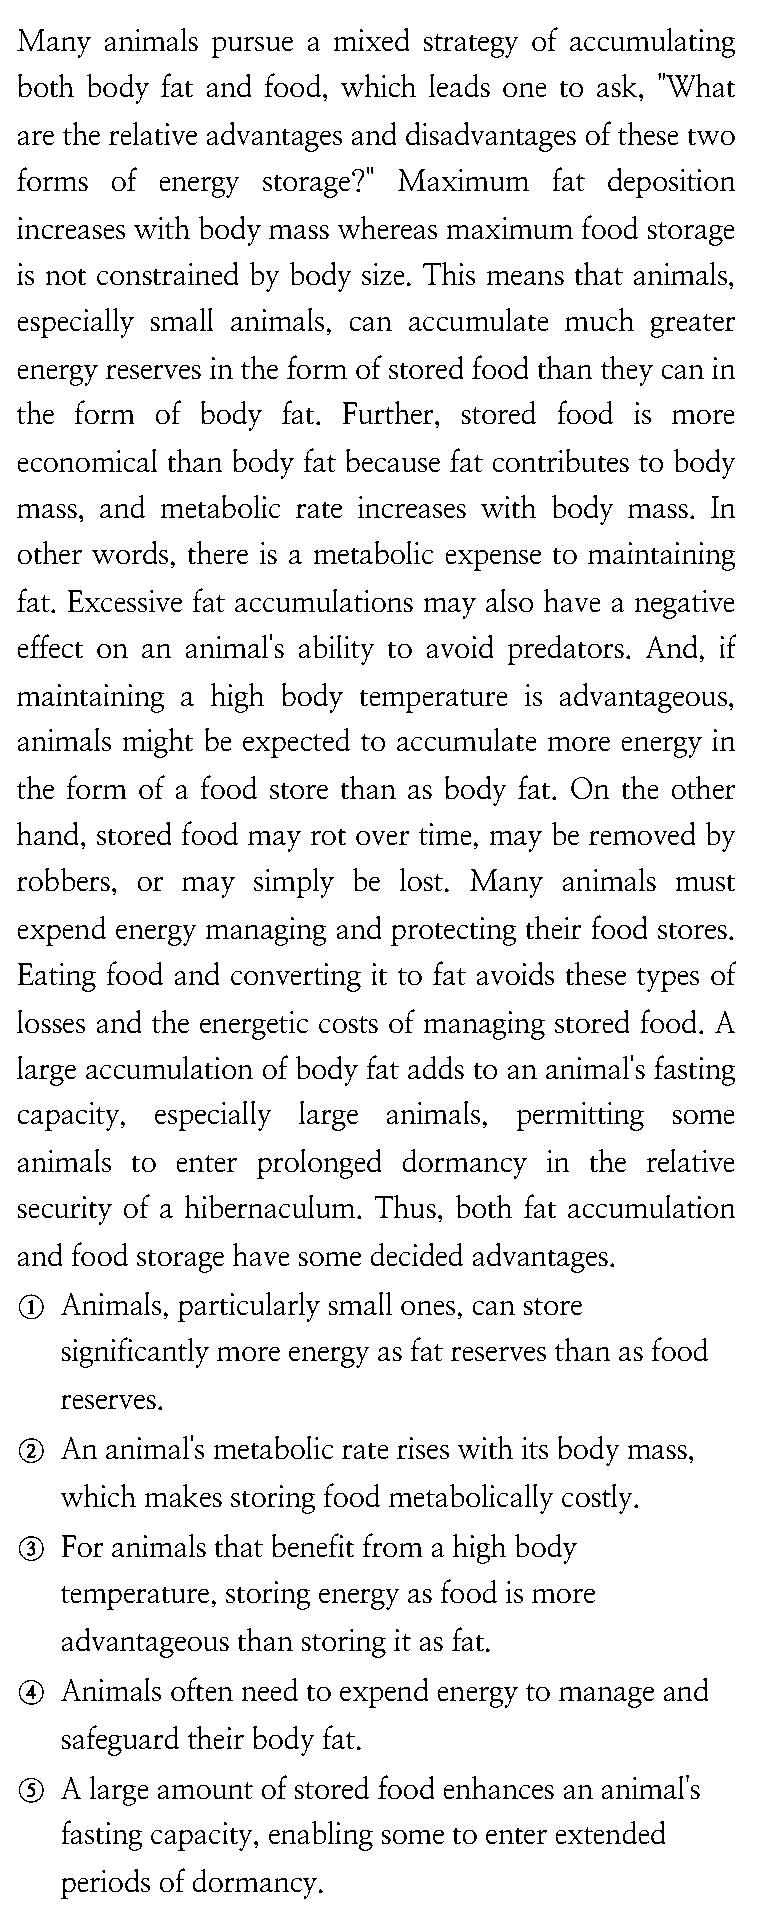 Many animals pursue a mixed strategy of accumulating
both body fat and food, which leads one to ask, "What
are the relative advantages and disadvantages of these two
forms of energy storage?" Maximum fat deposition
increases with body mass whereas maximum food storage
is not constrained by body size. This means that animals,
especially small animals, can accumulate much greater
energy reserves in the form of stored food than they can in
the form of body fat. Further, stored food is more
economical than body fat because fat contributes to body
mass, and metabolic rate increases with body mass. In
other words, there is a metabolic expense to maintaining
fat. Excessive fat accumulations may also have a negative
effect on an animal's ability to avoid predators. And, if
maintaining a high body temperature is advantageous,
animals might be expected to accumulate more energy in
the form of a food store than as body fat. On the other
hand, stored food may rot over time, may be removed by
robbers, or may simply be lost. Many animals must
expend energy managing and protecting their food stores.
Eating food and converting it to fat avoids these types of
losses and the energetic costs of managing stored food. A
large accumulation of body fat adds to an animal's fasting
capacity, especially large animals, permitting some
animals to enter prolonged dormancy in the relative
security of a hibernaculum. Thus, both fat accumulation
and food storage have some decided advantages.
① Animals, particularly small ones, can store
significantly more energy as fat reserves than as food
reserves.
② An animal's metabolic rate rises with its body mass,
which makes storing food metabolically costly.
③ For animals that benefit from a high body
temperature, storing energy as food is more
advantageous than storing it as fat.
④ Animals often need to expend energy to manage and
safeguard their body fat.
⑤ A large amount of stored food enhances an animal's
fasting capacity, enabling some to enter extended
periods of dormancy.